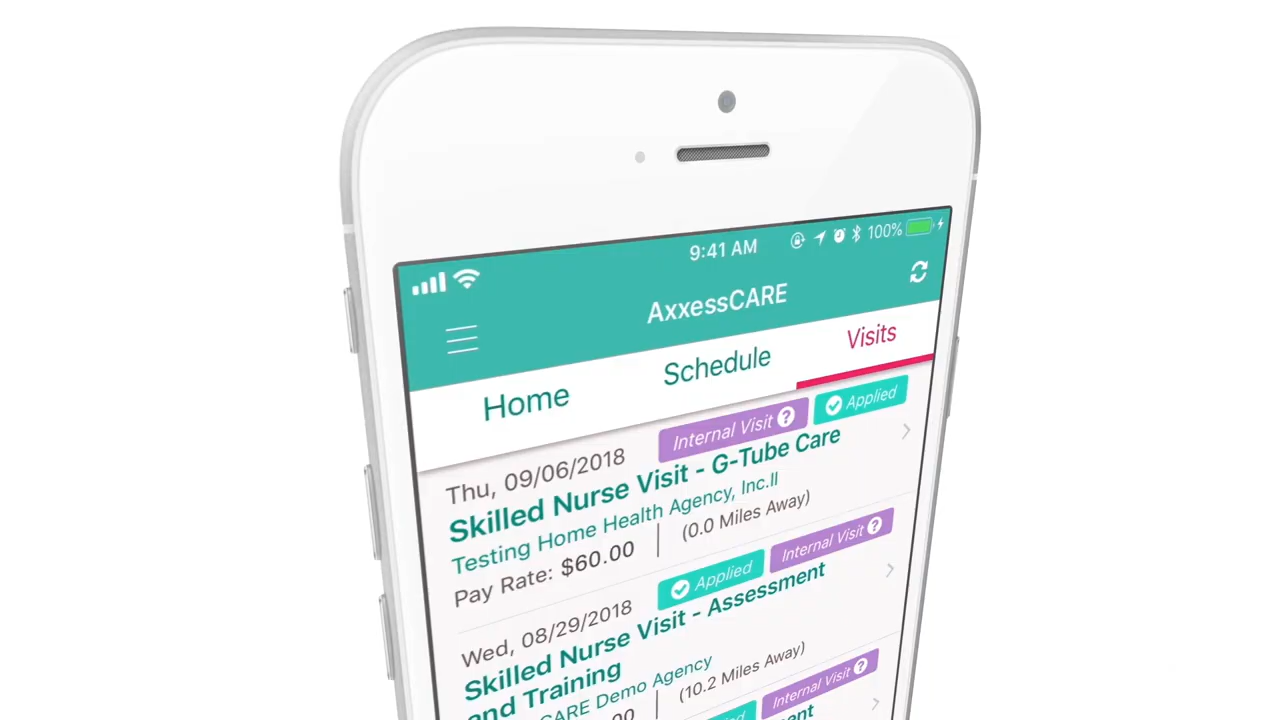 9:41 AM
100%
AxxessCARE
Home
Schedule
Visits
Internal Visit ?
Applied
Thu, 09/06/2018
Skilled Nurse Visit - G-Tube Care
Testing Home Health Agency, Inc.II
Pay Rate: $60.00 | (0.0 Miles Away)
Applied
Internal Visit ?
Wed, 08/29/2018
Skilled Nurse Visit - Assessment
and Training
CARE Demo Agency
(10.2 Miles Away)
Internal Visit ?